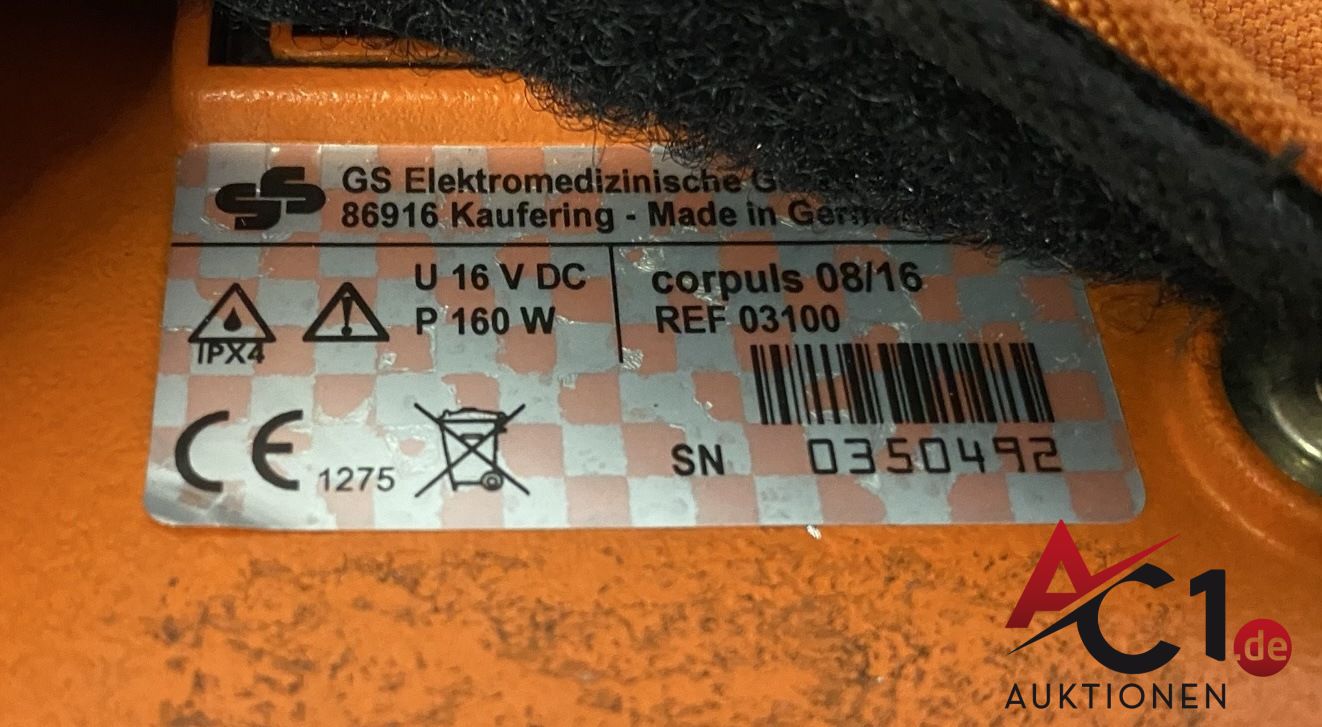 GS Elektromedizinische
86916 Kaufering - Made in
U 16 V DC
P 160 W
IPX4
corpuls 08/16
REF 03100
SN 0350492
CE 1275
AC1.de
AUKTIONEN